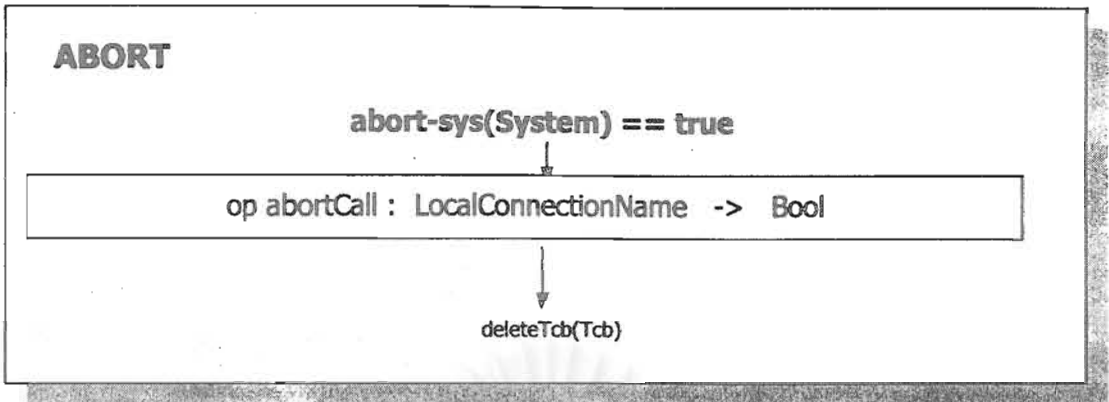 ABORT
abort-sys(System) == true
op abortCall : LocalConnectionName -> Bool
deleteTcb(Tcb)